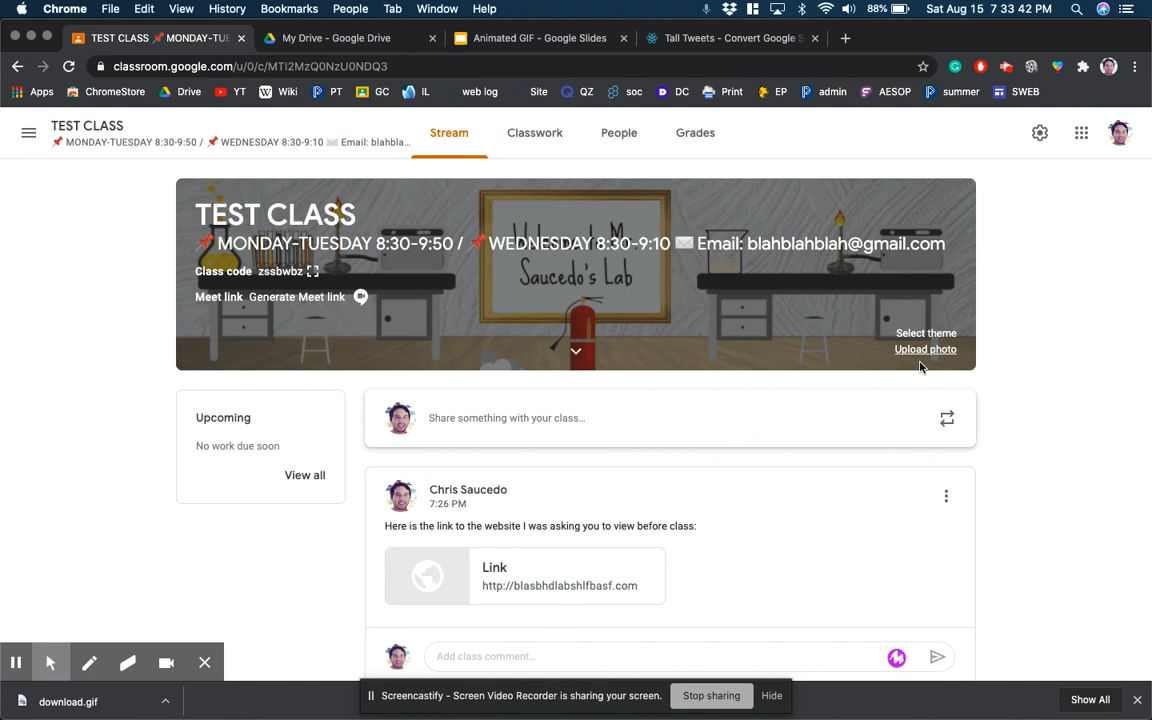 Chrome File Edit View History Bookmarks People Tab Window Help 88% Sat Aug 15 7 33 42 PM
TEST CLASS 📌 MONDAY-TUE My Drive - Google Drive Animated GIF - Google Slides Tall Tweets - Convert Google S
classroom.google.com/u/0/c/MTI2MzQ0NzU0NDQ3
Apps ChromeStore Drive YT Wiki PT GC IL web log Site QZ soc DC Print EP admin AESOP summer SWEB
TEST CLASS
📌 MONDAY-TUESDAY 8:30-9:50 / 📌 WEDNESDAY 8:30-9:10 ✉️ Email: blahbla...
Stream Classwork People Grades
TEST CLASS
📌 MONDAY-TUESDAY 8:30-9:50 / 📌 WEDNESDAY 8:30-9:10 ✉️ Email: blahblahblah@gmail.com
Saucedo's Lab
Class code zssbwbz
Meet link Generate Meet link
Select theme
Upload photo
Upcoming
No work due soon
View all
Share something with your class...
Chris Saucedo
7:26 PM
Here is the link to the website I was asking you to view before class:
Link
http://blasbhdlabshlfbasf.com
Add class comment...
Screencastify - Screen Video Recorder is sharing your screen. Stop sharing Hide
download.gif
Show All